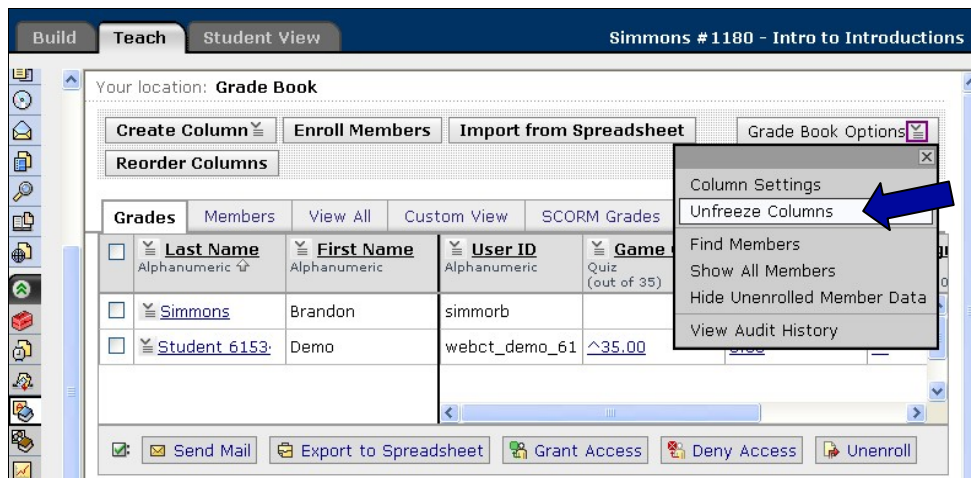 Build Teach Student View Simmons #1180 - Intro to Introductions
Your location: Grade Book
Create Column Enroll Members Import from Spreadsheet Grade Book Options
Reorder Columns
Column Settings
Unfreeze Columns
Find Members
Show All Members
Hide Unenrolled Member Data
View Audit History
Grades Members View All Custom View SCORM Grades
Last Name First Name User ID Game
Alphanumeric Alphanumeric Alphanumeric Quiz
(out of 35)
Simmons Brandon simmorb
Student 6153 Demo webct_demo_61 ^35.00
Send Mail Export to Spreadsheet Grant Access Deny Access Unenroll